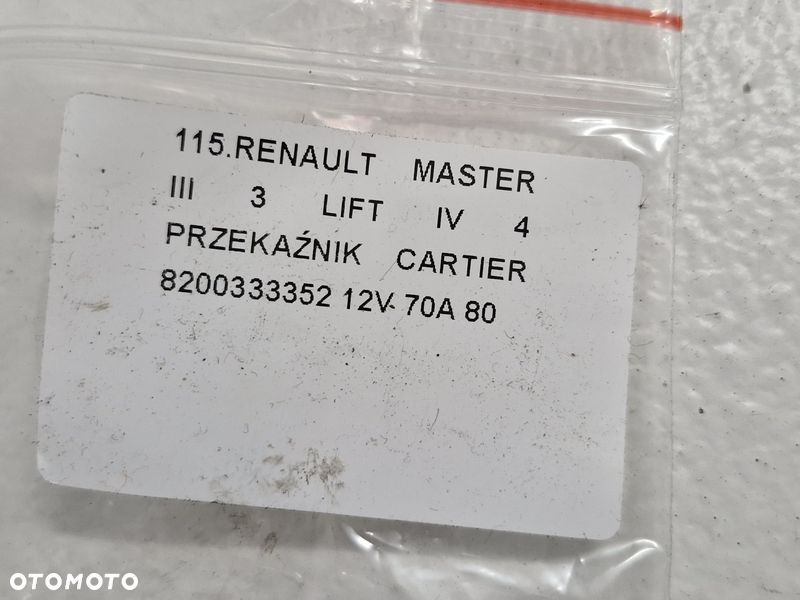 115.RENAULT MASTER
III 3 LIFT IV 4
PRZEKAŹNIK CARTIER
8200333352 12V- 70A 80
OTOMOTO